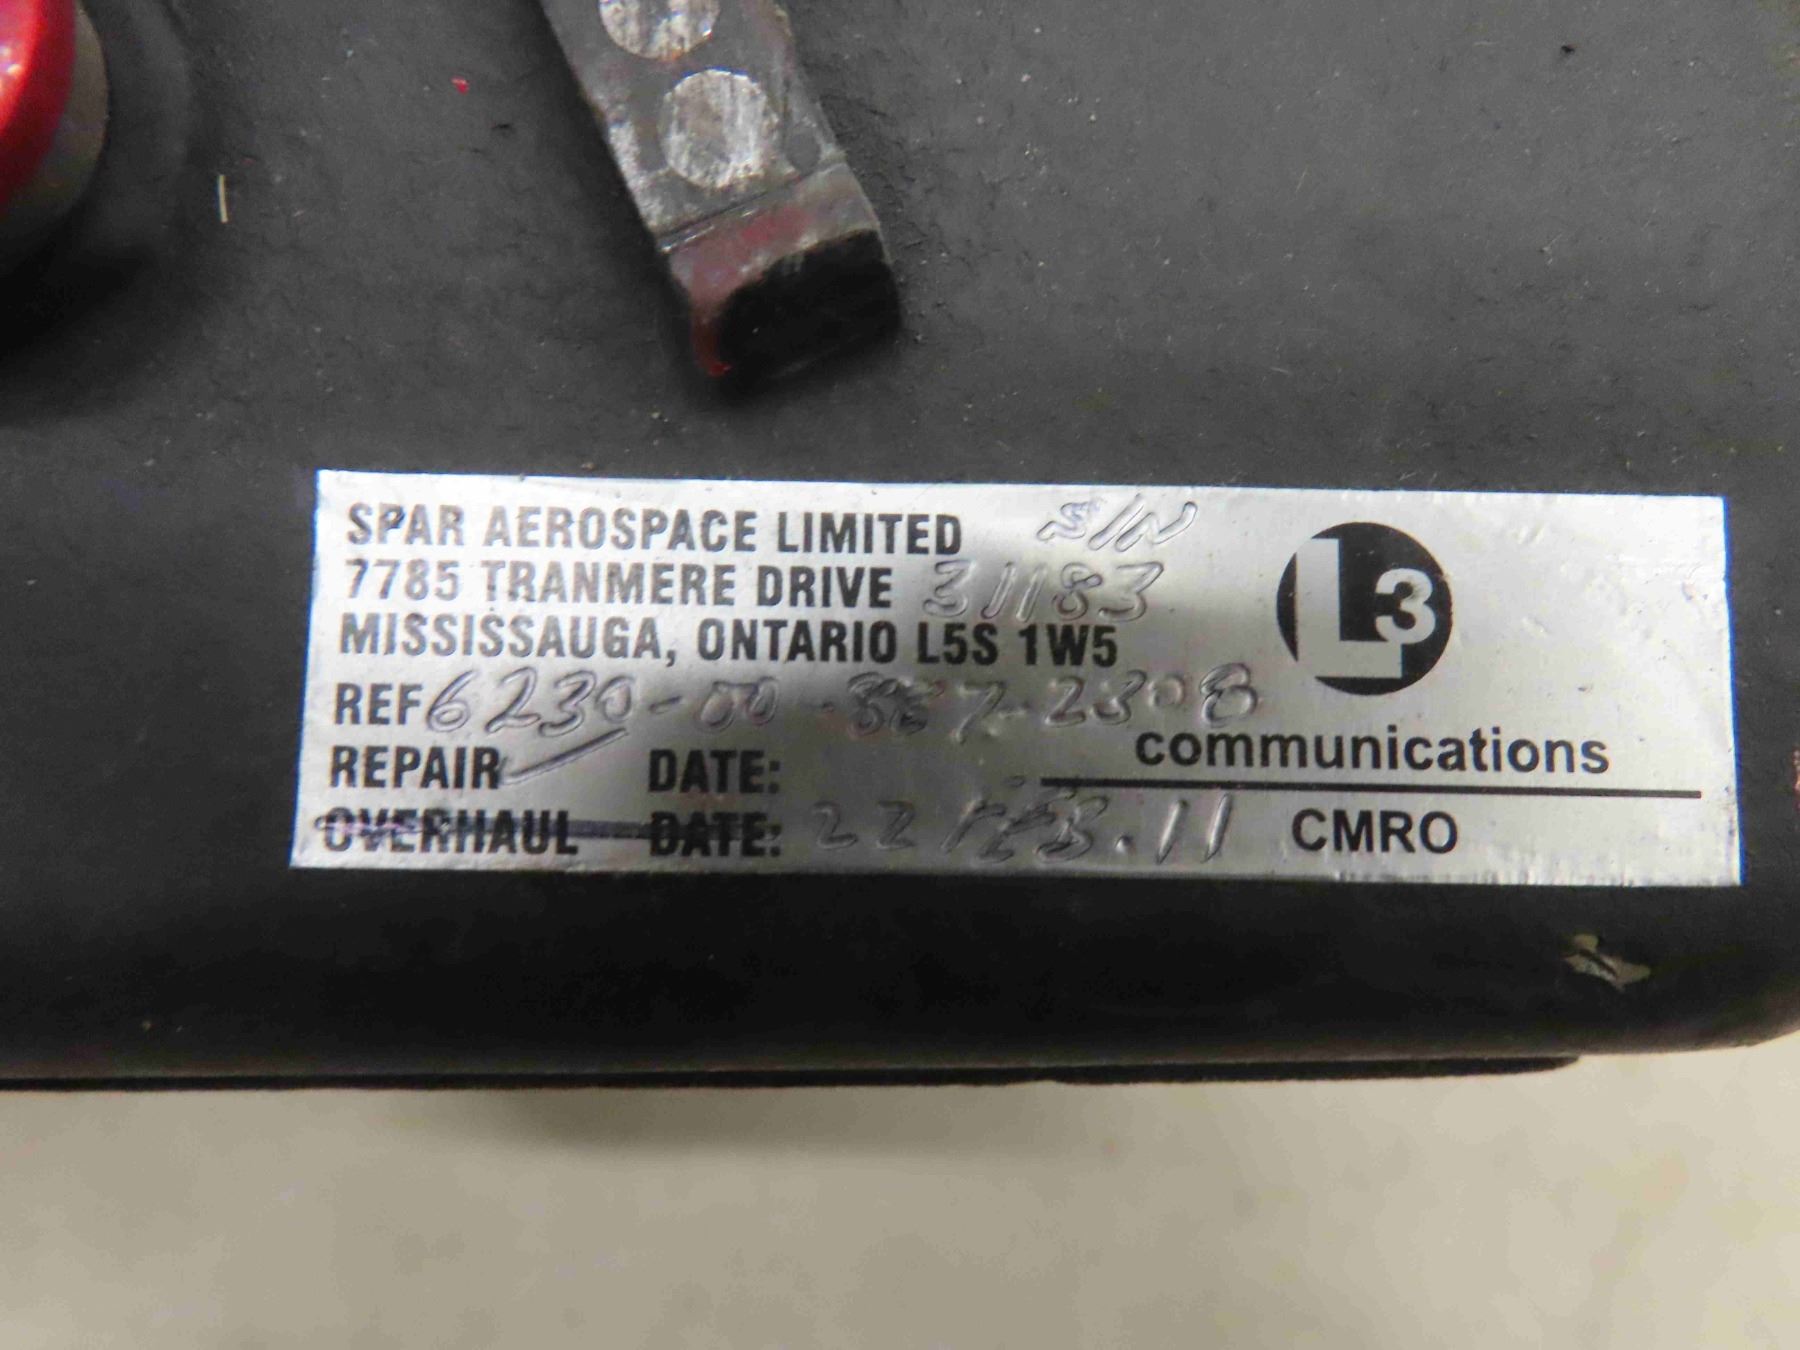 SPAR AEROSPACE LIMITED S/N
7785 TRANMERE DRIVE 31183
MISSISSAUGA, ONTARIO L5S 1W5
REF 6230-00-867-2308
REPAIR DATE:
OVERHAUL DATE: 22 FEB.11
L3
communications
CMRO